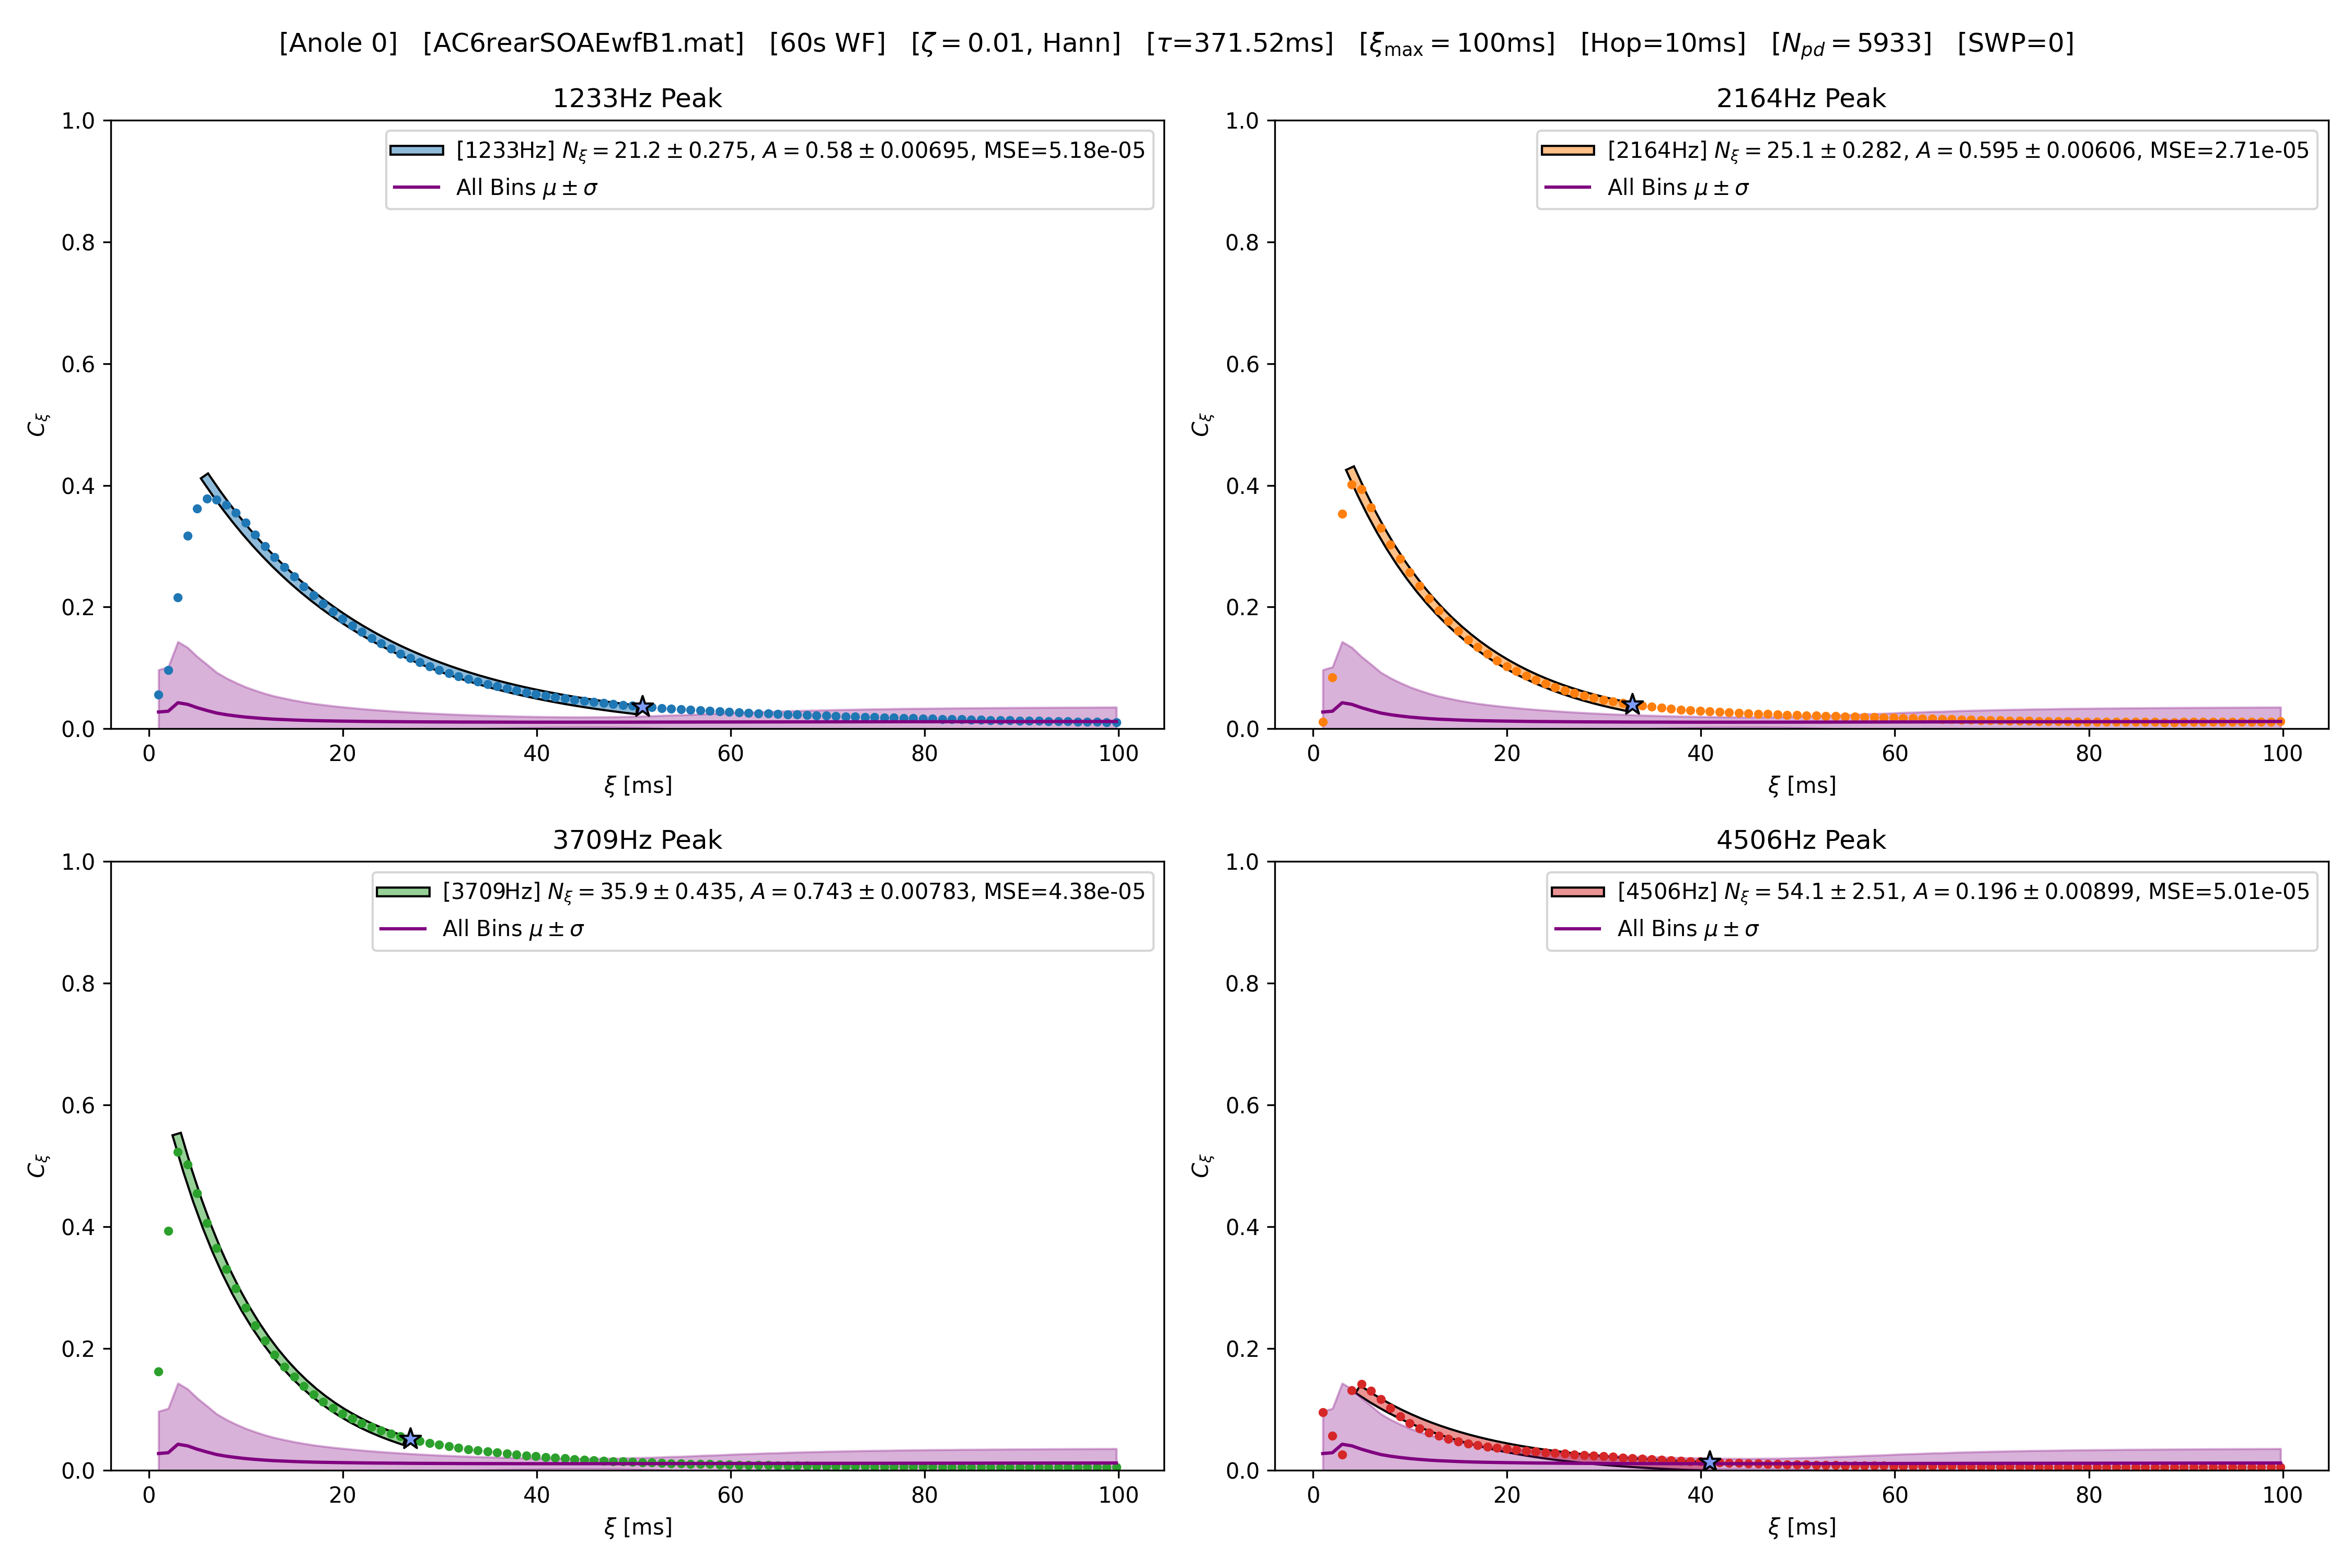 [Anole 0] [AC6rearSOAEwfB1.mat] [60s WF] [ζ = 0.01, Hann] [τ=371.52ms] [ξmax = 100ms] [Hop=10ms] [Npd = 5933] [SWP=0]
1233Hz Peak
1.0
0.8
0.6
0.4
0.2
0.0
Cξ
[1233Hz] Nξ = 21.2 ± 0.275, A = 0.58 ± 0.00695, MSE=5.18e-05
All Bins μ ± σ
0 20 40 60 80 100
ξ [ms]
2164Hz Peak
1.0
0.8
0.6
0.4
0.2
0.0
Cξ
[2164Hz] Nξ = 25.1 ± 0.282, A = 0.595 ± 0.00606, MSE=2.71e-05
All Bins μ ± σ
0 20 40 60 80 100
ξ [ms]
3709Hz Peak
1.0
0.8
0.6
0.4
0.2
0.0
Cξ
[3709Hz] Nξ = 35.9 ± 0.435, A = 0.743 ± 0.00783, MSE=4.38e-05
All Bins μ ± σ
0 20 40 60 80 100
ξ [ms]
4506Hz Peak
1.0
0.8
0.6
0.4
0.2
0.0
Cξ
[4506Hz] Nξ = 54.1 ± 2.51, A = 0.196 ± 0.00899, MSE=5.01e-05
All Bins μ ± σ
0 20 40 60 80 100
ξ [ms]